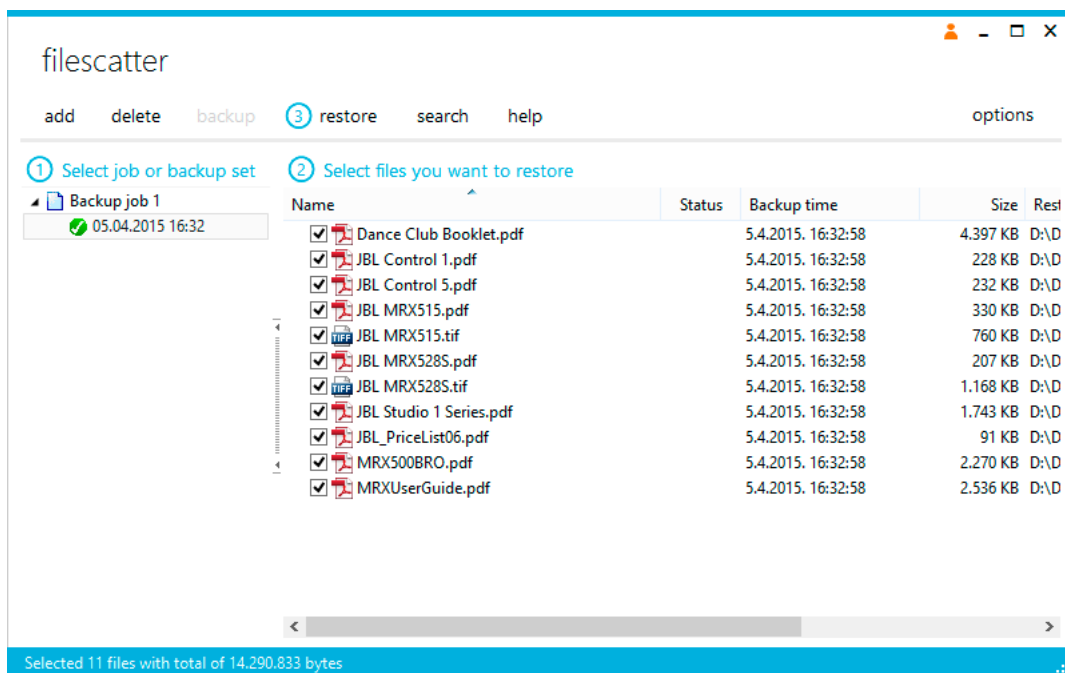 filescatter
add delete backup 3 restore search help options
1 Select job or backup set 2 Select files you want to restore
Backup job 1
05.04.2015 16:32
Name Status Backup time Size Rest
Dance Club Booklet.pdf 5.4.2015. 16:32:58 4.397 KB D:\D
JBL Control 1.pdf 5.4.2015. 16:32:58 228 KB D:\D
JBL Control 5.pdf 5.4.2015. 16:32:58 232 KB D:\D
JBL MRX515.pdf 5.4.2015. 16:32:58 330 KB D:\D
TIFF JBL MRX515.tif 5.4.2015. 16:32:58 760 KB D:\D
JBL MRX528S.pdf 5.4.2015. 16:32:58 207 KB D:\D
TIFF JBL MRX528S.tif 5.4.2015. 16:32:58 1.168 KB D:\D
JBL Studio 1 Series.pdf 5.4.2015. 16:32:58 1.743 KB D:\D
JBL_PriceList06.pdf 5.4.2015. 16:32:58 91 KB D:\D
MRX500BRO.pdf 5.4.2015. 16:32:58 2.270 KB D:\D
MRXUserGuide.pdf 5.4.2015. 16:32:58 2.536 KB D:\D
Selected 11 files with total of 14.290.833 bytes